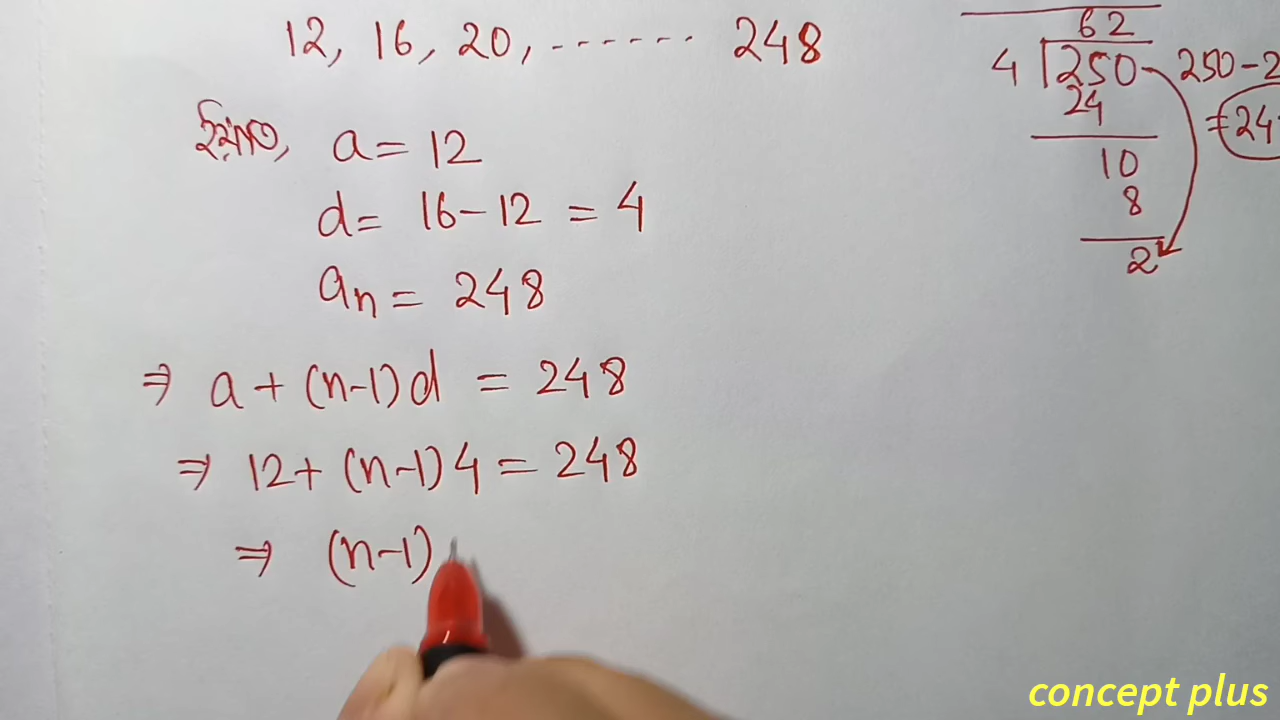 12, 16, 20, ------- 248
ইয়াত, a = 12
d = 16 - 12 = 4
an = 248
⇒ a + (n-1)d = 248
⇒ 12 + (n-1)4 = 248
⇒ (n-1)
62
4 250 250-2
24 = 24
10
8
2
concept plus